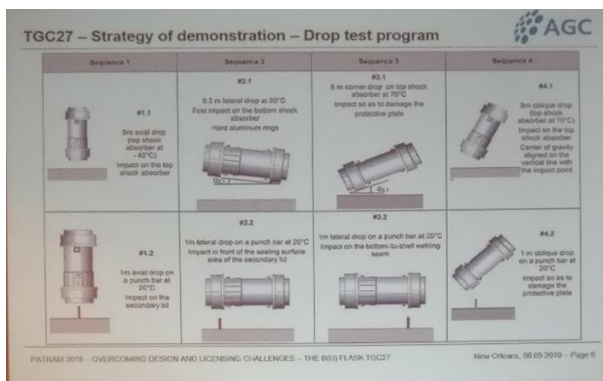 TGC27 – Strategy of demonstration – Drop test program
AGC
Sequence 1
Sequence 2
Sequence 3
Sequence 4
#1.1
9m axial drop
(top shock
absorber at
- 40°C)
Impact on the top
shock absorber
#2.1
9.3 m lateral drop at 20°C
First impact on the bottom shock
absorber
Hard aluminum rings
#3.1
9 m corner drop on top shock
absorber at 70°C
Impact so as to damage the
protective plate
#4.1
9m oblique drop
(top shock
absorber at 70°C)
Impact on the top
shock absorber
Center of gravity
aligned on the
vertical line with
the impact point
#1.2
1m axial drop on
a punch bar at
20°C
Impact on the
secondary lid
#2.2
1m lateral drop on a punch bar at 20°C
Impact in front of the sealing surface
area of the secondary lid
#3.2
1m lateral drop on a punch bar at 20°C
Impact on the bottom-to-shell welding
seam
#4.2
1 m oblique drop
on a punch bar at
20°C
Impact so as to
damage the
protective plate
PATRAM 2019 – OVERCOMING DESIGN AND LICENSING CHALLENGES – THE B(U) FLASK TGC27
New Orleans, 08.09.2019 – Page 6